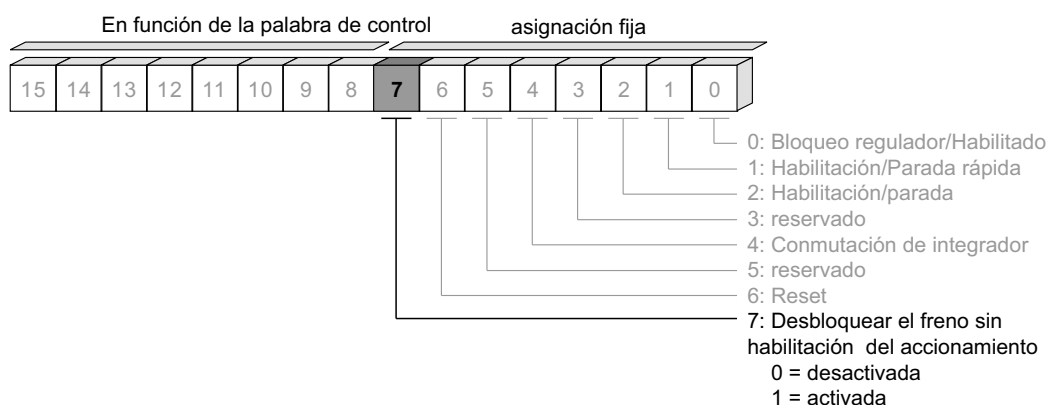 En función de la palabra de control
asignación fija
15 14 13 12 11 10 9 8 7 6 5 4 3 2 1 0
0: Bloqueo regulador/Habilitado
1: Habilitación/Parada rápida
2: Habilitación/parada
3: reservado
4: Conmutación de integrador
5: reservado
6: Reset
7: Desbloquear el freno sin
habilitación del accionamiento
0 = desactivada
1 = activada